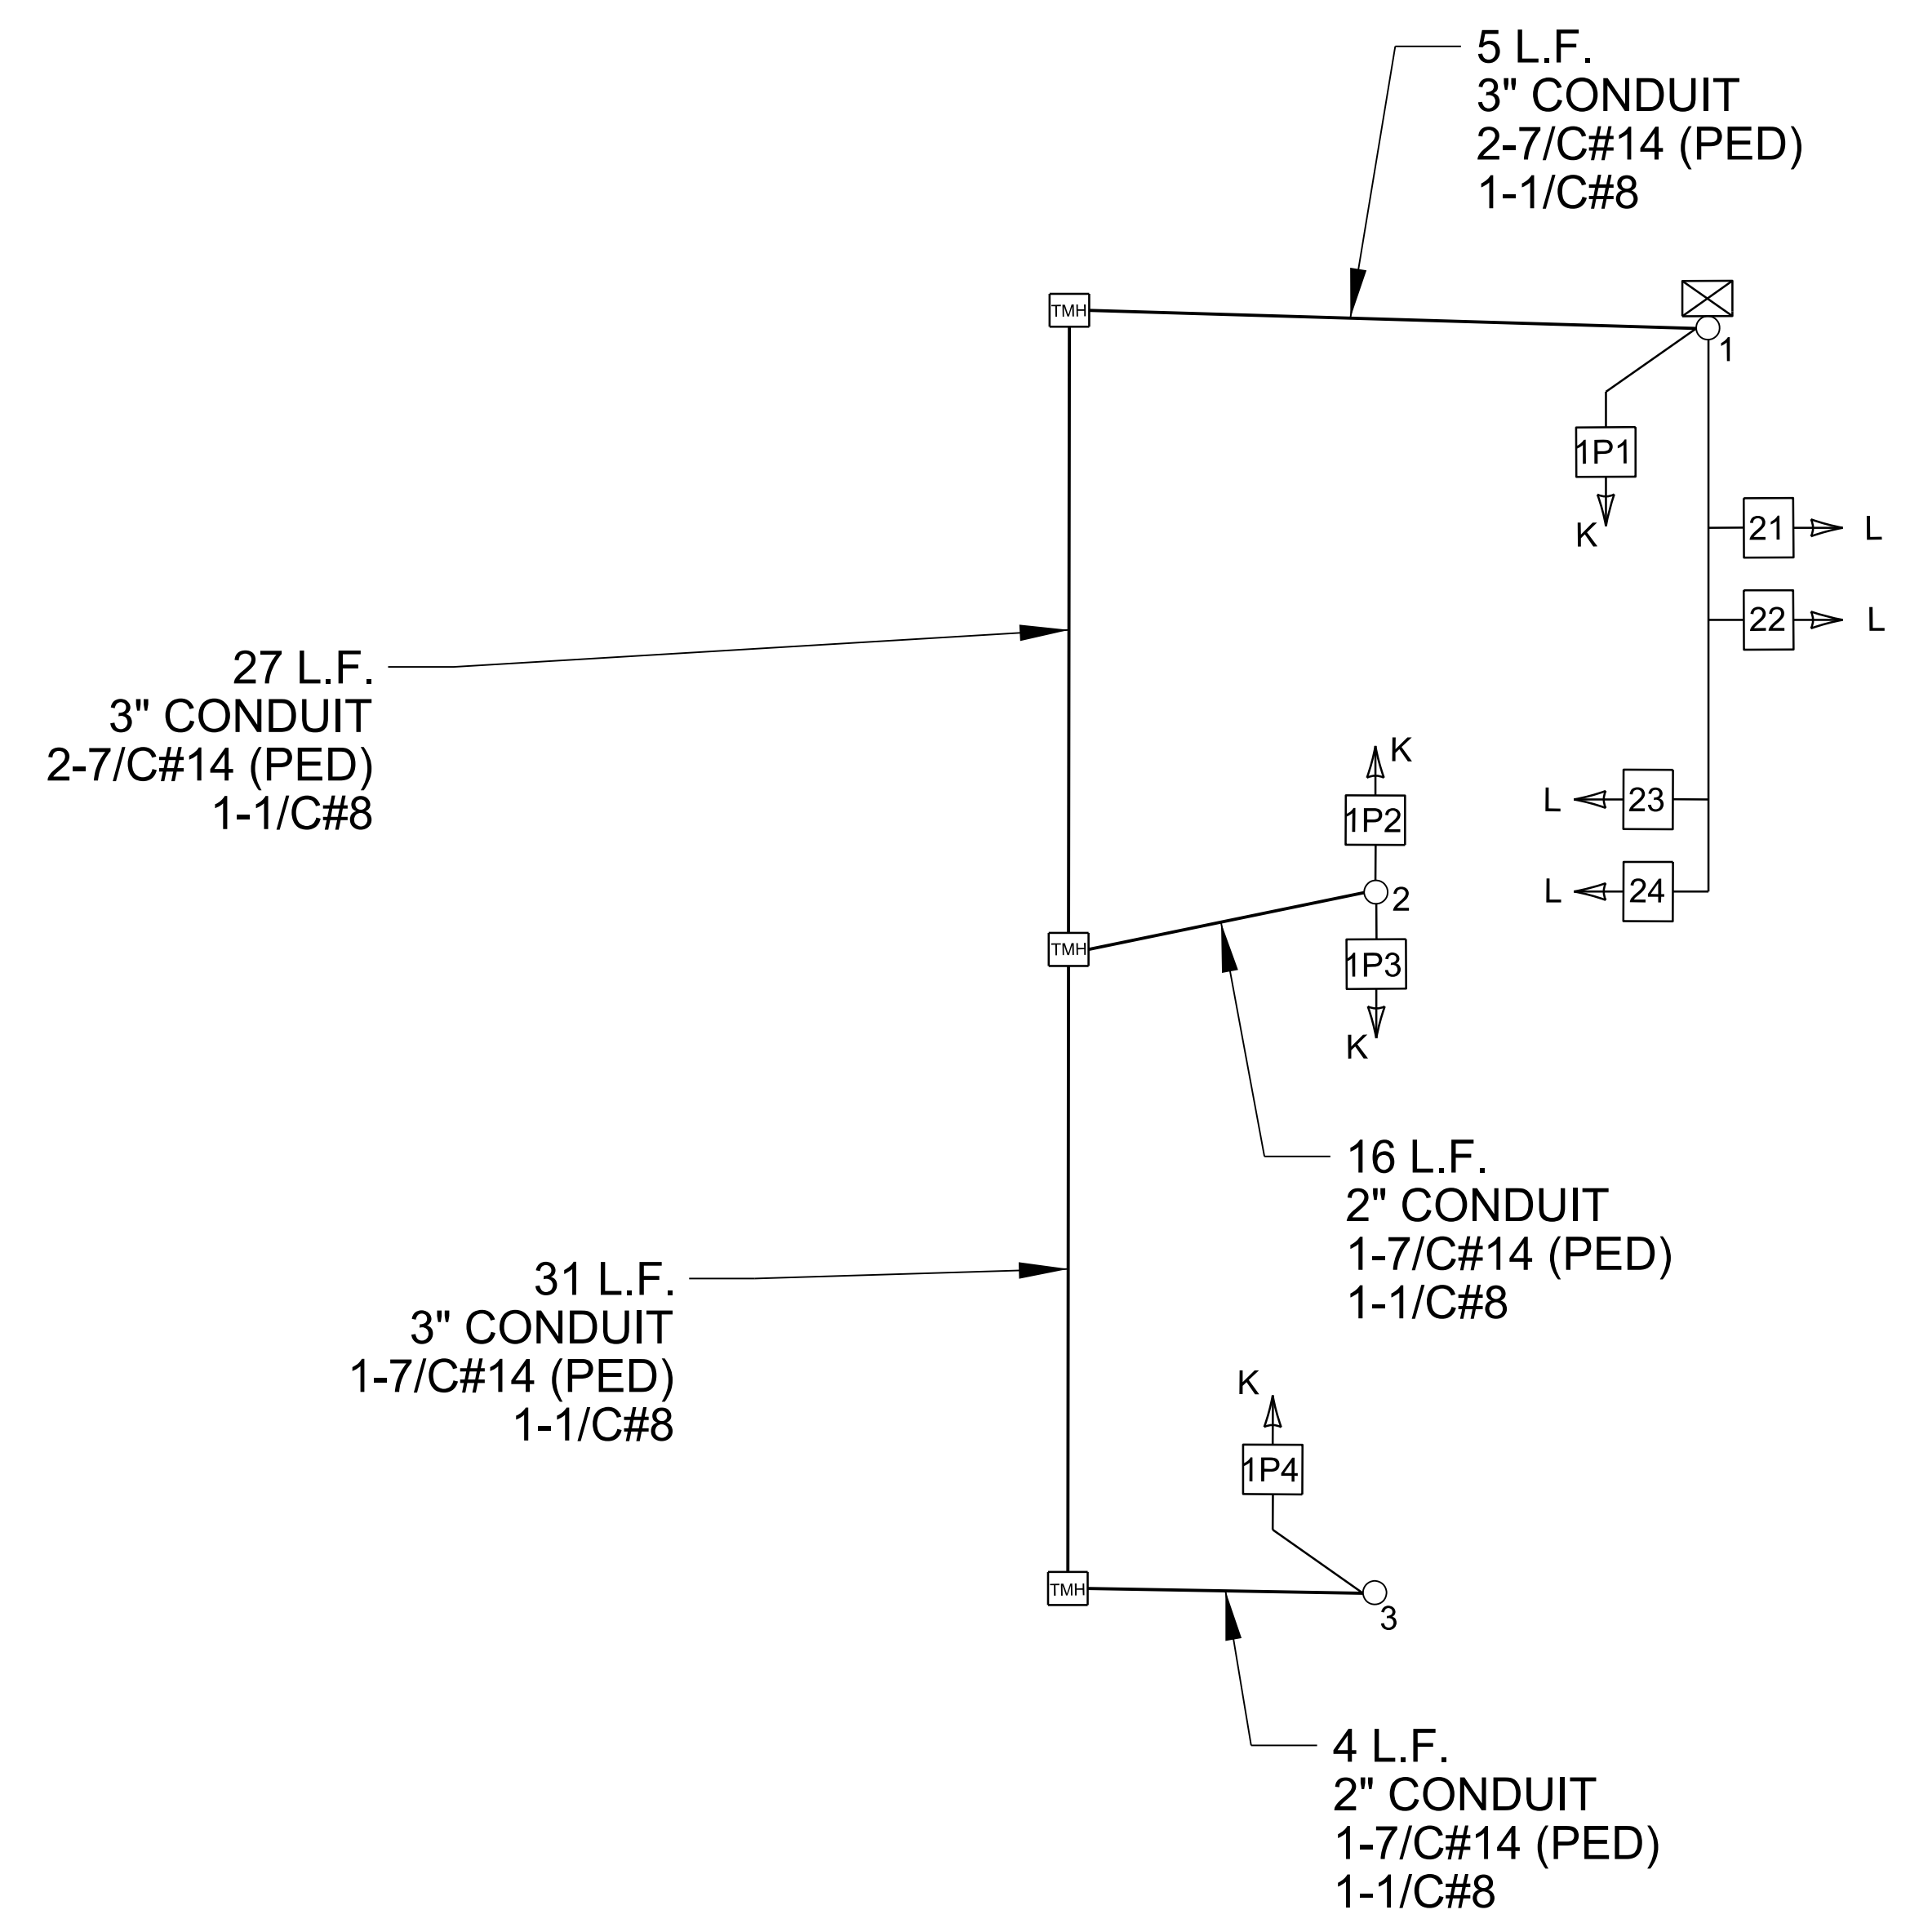 5 L.F.
3" CONDUIT
2-7/C#14 (PED)
1-1/C#8
TMH
1
1P1
K
21
L
22
L
27 L.F.
3" CONDUIT
2-7/C#14 (PED)
1-1/C#8
K
1P2
L
23
2
L
24
TMH
1P3
K
16 L.F.
2" CONDUIT
1-7/C#14 (PED)
1-1/C#8
31 L.F.
3" CONDUIT
1-7/C#14 (PED)
1-1/C#8
K
1P4
TMH
3
4 L.F.
2" CONDUIT
1-7/C#14 (PED)
1-1/C#8